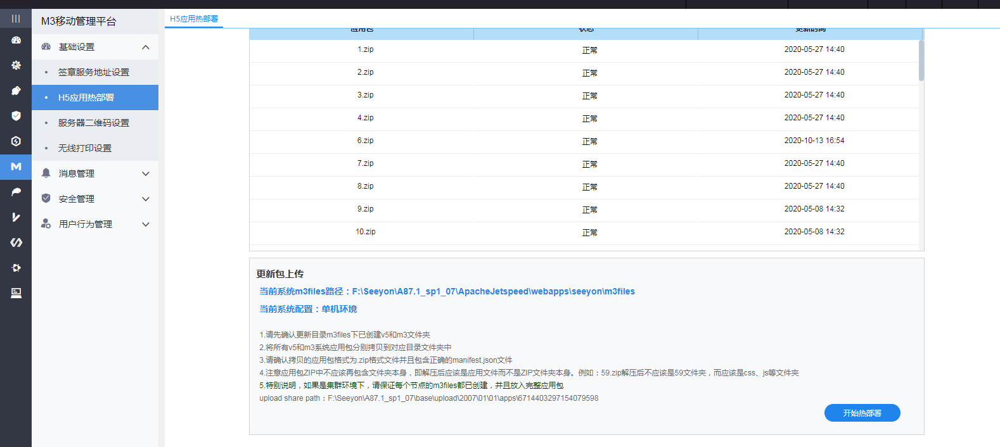 M3移动管理平台
基础设置
签章服务地址设置
H5应用热部署
服务器二维码设置
无线打印设置
消息管理
安全管理
用户行为管理
H5应用热部署
应用包 状态 更新时间
1.zip 正常 2020-05-27 14:40
2.zip 正常 2020-05-27 14:40
3.zip 正常 2020-05-27 14:40
4.zip 正常 2020-05-27 14:40
6.zip 正常 2020-10-13 16:54
7.zip 正常 2020-05-27 14:40
8.zip 正常 2020-05-27 14:40
9.zip 正常 2020-05-08 14:32
10.zip 正常 2020-05-08 14:32
更新包上传
当前系统m3files路径：F:\Seeyon\A87.1_sp1_07\ApacheJetspeed\webapps\seeyon\m3files
当前系统配置：单机环境
1.请先确认更新目录m3files下已创建v5和m3文件夹
2.将所有v5和m3系统应用包分别拷贝到对应目录文件夹中
3.请确认拷贝的应用包格式为.zip格式文件并且包含正确的manifest.json文件
4.注意应用包ZIP中不应该再包含文件夹本身，即解压后应该是应用文件而不是ZIP文件夹本身。例如：59.zip解压后不应该是59文件夹，而应该是css、js等文件夹
5.特别说明，如果是集群环境下，请保证每个节点的m3files都已创建，并且放入完整应用包
upload share path：F:\Seeyon\A87.1_sp1_07\base\upload\2007\01\01\apps\6714403297154079598
开始热部署